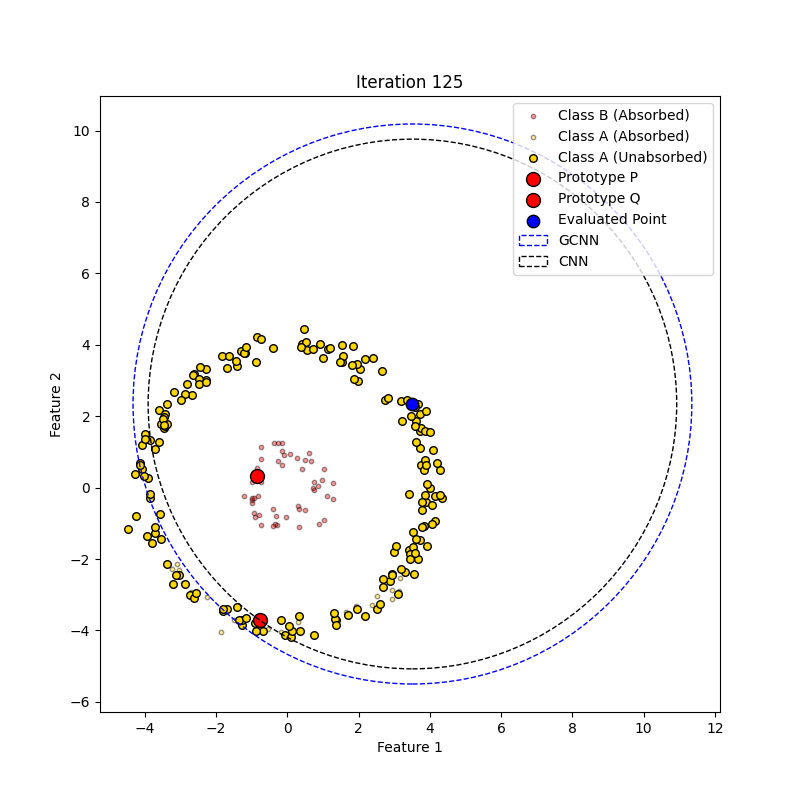 Iteration 125
Class B (Absorbed)
Class A (Absorbed)
Class A (Unabsorbed)
Prototype P
Prototype Q
Evaluated Point
GCNN
CNN
Feature 2
10
8
6
4
2
0
−2
−4
−6
−4
−2
0
2
4
6
8
10
12
Feature 1